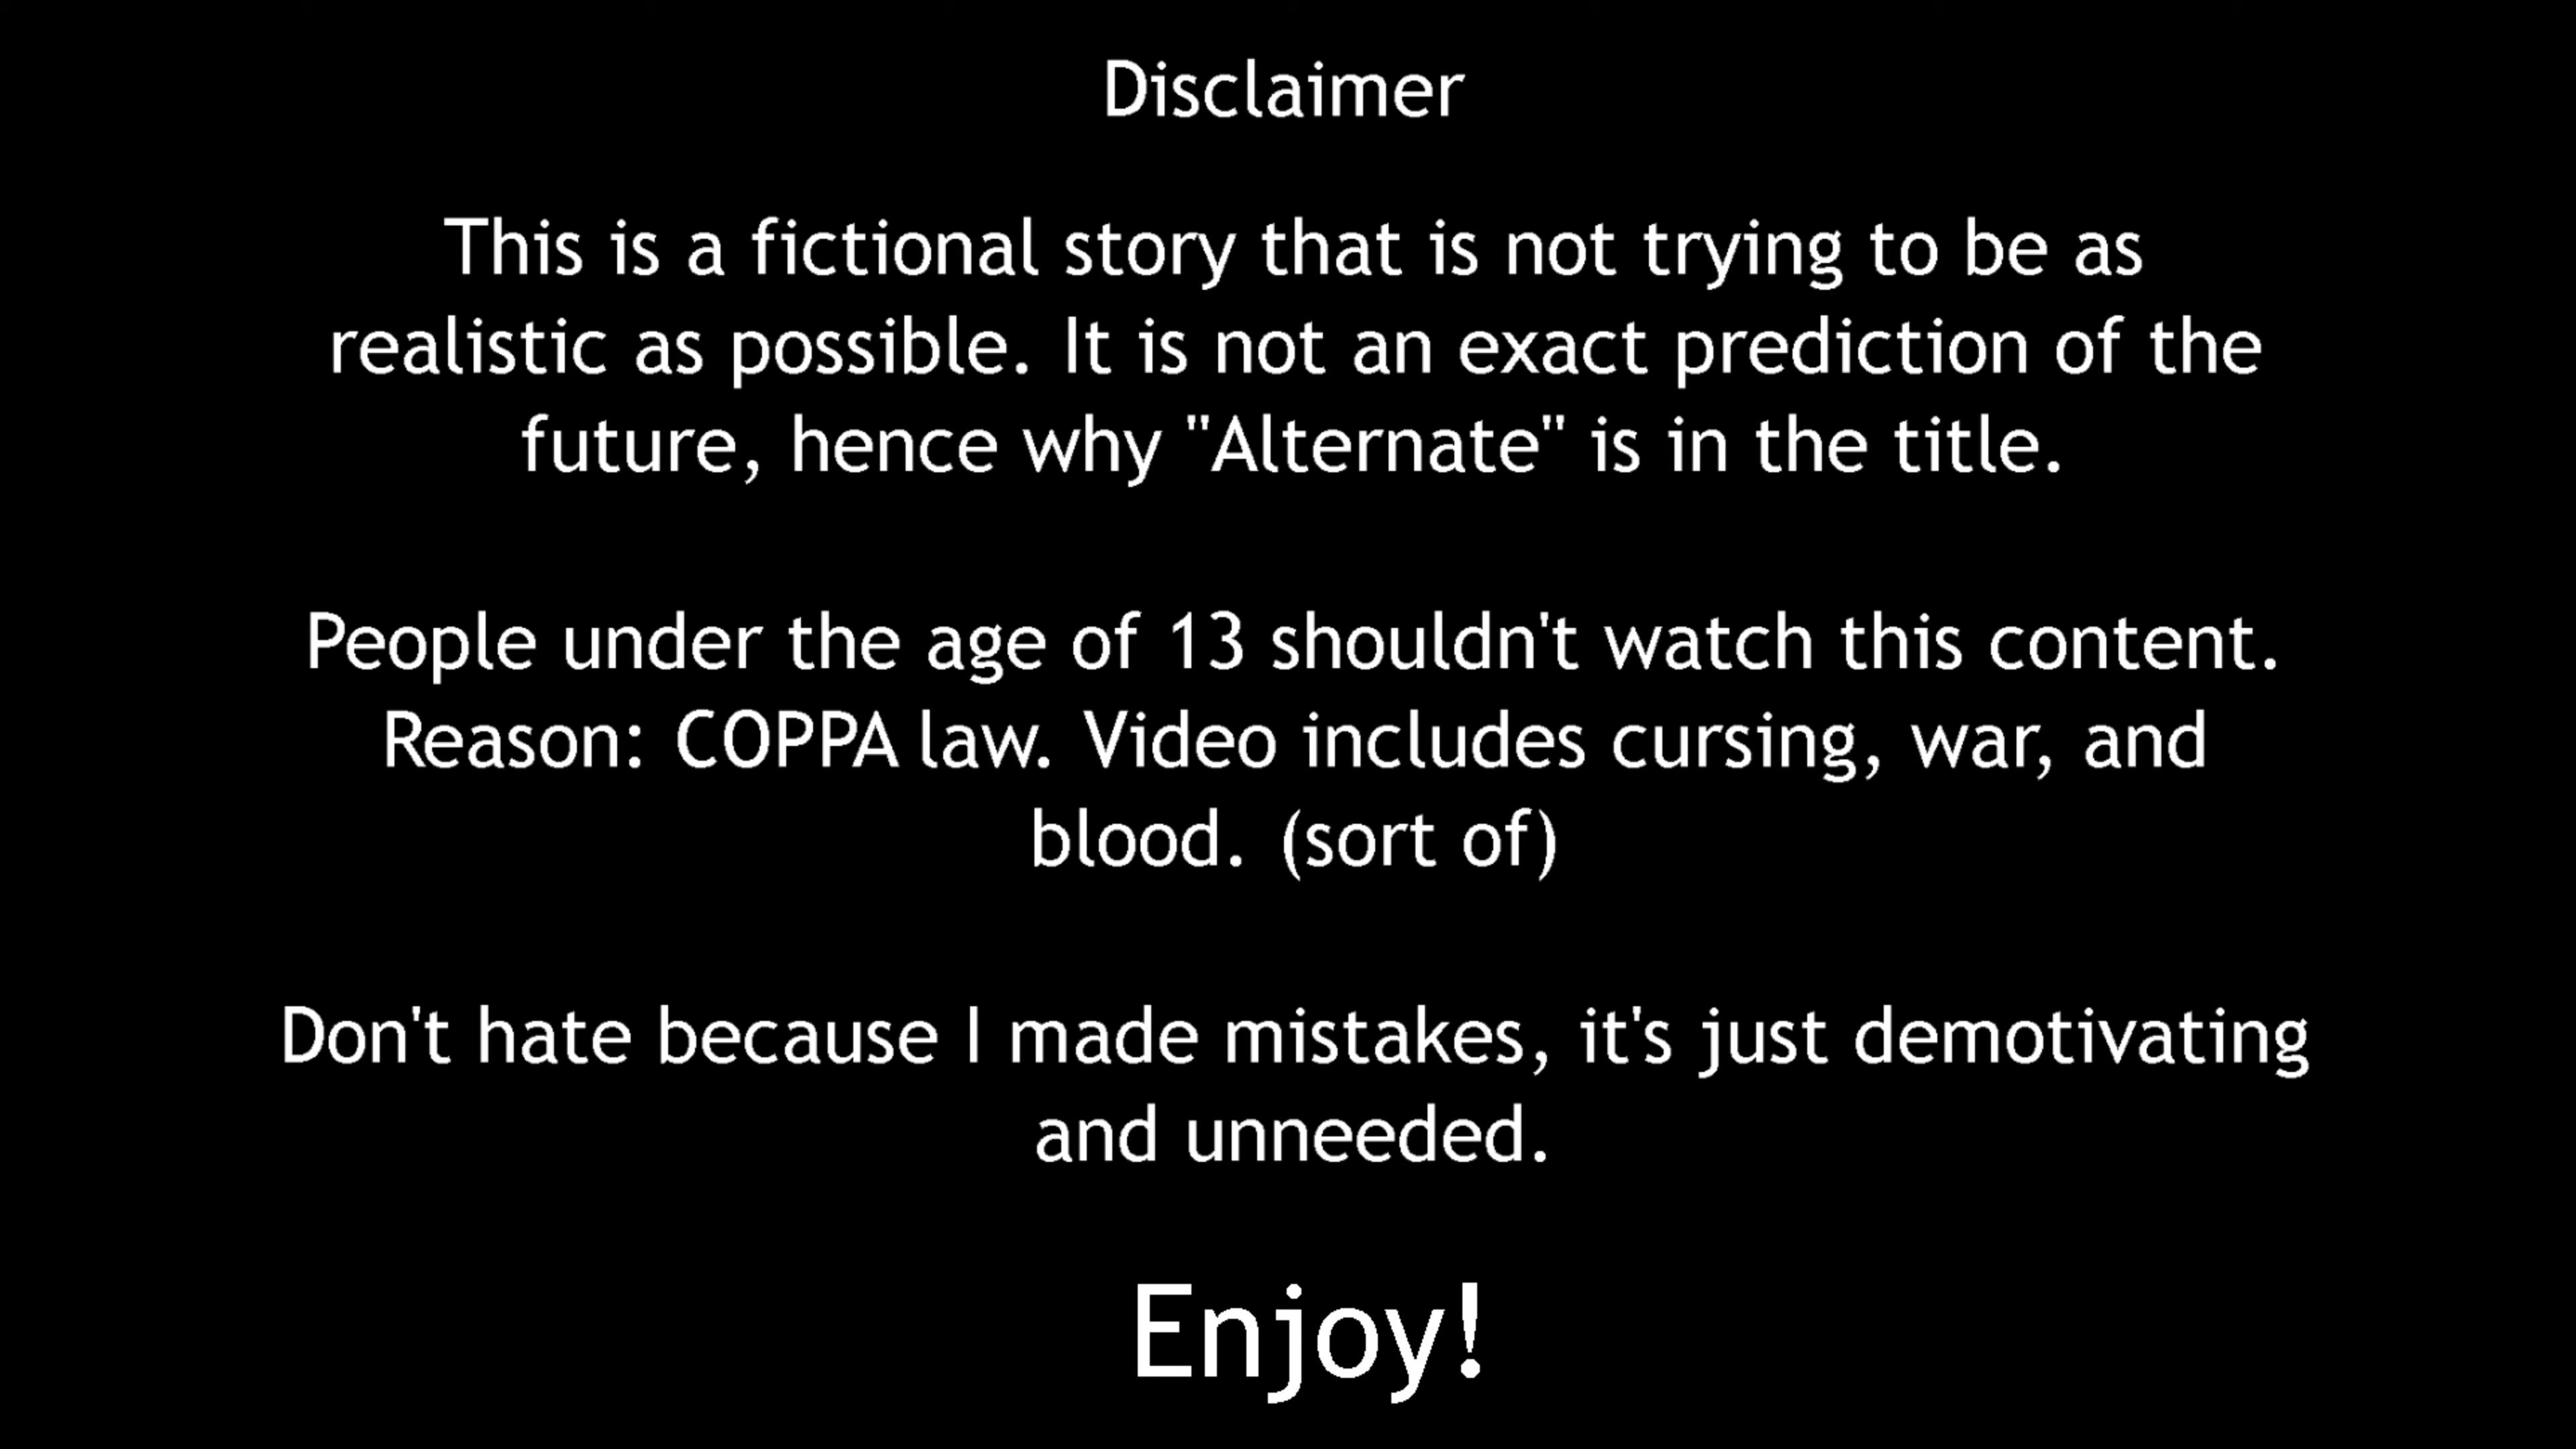 Disclaimer
This is a fictional story that is not trying to be as
realistic as possible. It is not an exact prediction of the
future, hence why "Alternate" is in the title.
People under the age of 13 shouldn't watch this content.
Reason: COPPA law. Video includes cursing, war, and
blood. (sort of)
Don't hate because I made mistakes, it's just demotivating
and unneeded.
Enjoy!